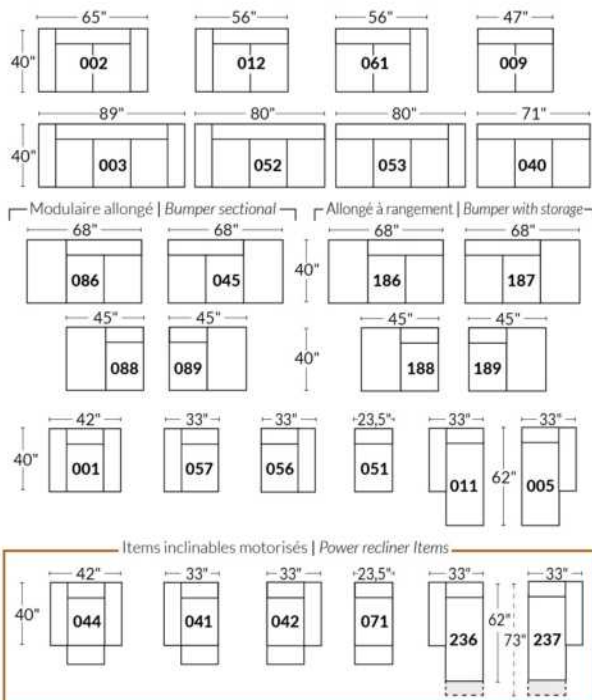 65" 56" 56" 47"
40" 002 012 061 009
89" 80" 80" 71"
40" 003 052 053 040
Modulaire allongé | Bumper sectional Allongé à rangement | Bumper with storage
68" 68" 68" 68"
086 045 40" 186 187
45" 45" 45" 45"
088 089 40" 188 189
42" 33" 33" 23,5" 33" 33"
40" 001 057 056 051 011 62" 005
Items inclinables motorisés | Power recliner Items
42" 33" 33" 23,5" 33" 33"
40" 044 041 042 071 236 62" 73" 237